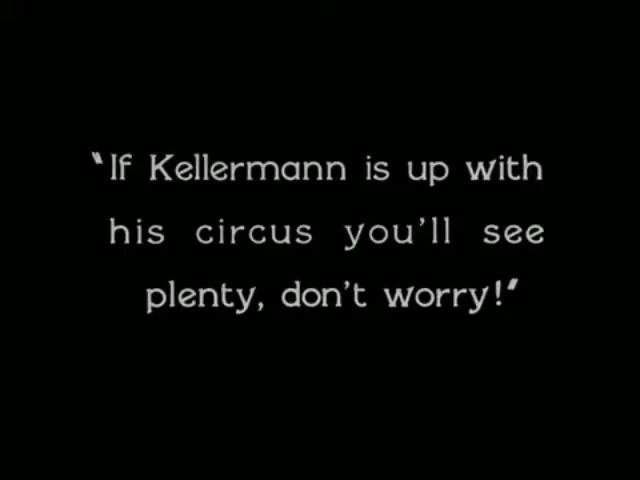 "If Kellermann is up with
his circus you'll see
plenty, don't worry!"